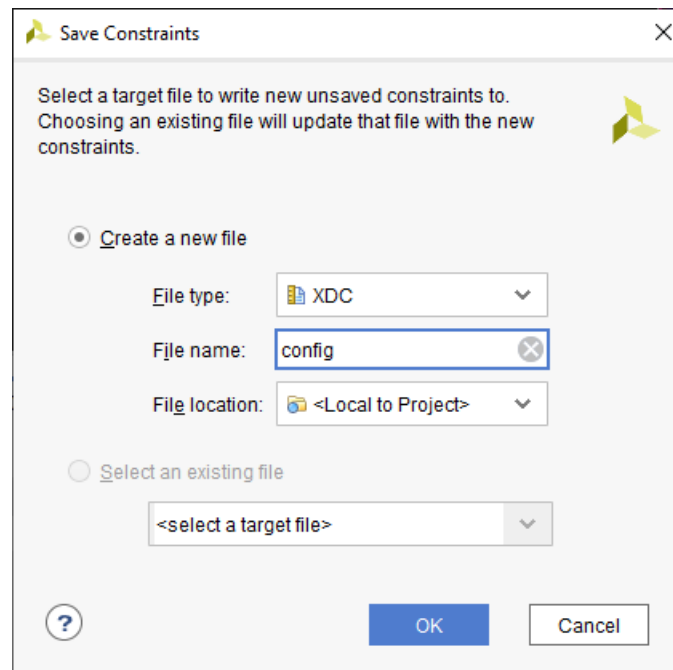 Save Constraints
Select a target file to write new unsaved constraints to.
Choosing an existing file will update that file with the new
constraints.
Create a new file
File type: XDC
File name: config
File location: <Local to Project>
Select an existing file
<select a target file>
? OK Cancel